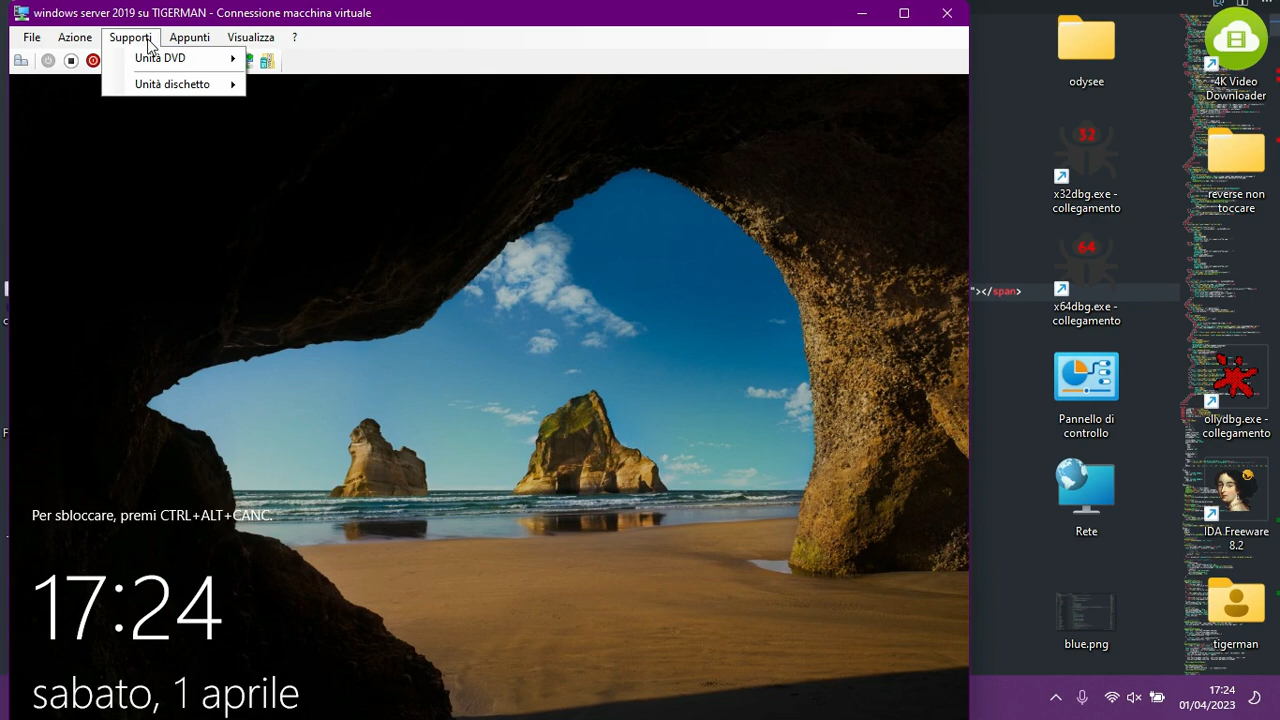 windows server 2019 su TIGERMAN - Connessione macchina virtuale
File Azione Supporti Appunti Visualizza ?
Unità DVD
Unità dischetto
Per sbloccare, premi CTRL+ALT+CANC.
17:24
sabato, 1 aprile
odysee
4K Video
Downloader
32
x32dbg.exe -
collegamento
reverse non
toccare
64
x64dbg.exe -
collegamento
"></span>
Pannello di
controllo
ollydbg.exe -
collegamento
Rete
IDA Freeware
8.2
blue.png
tigerman
17:24
01/04/2023